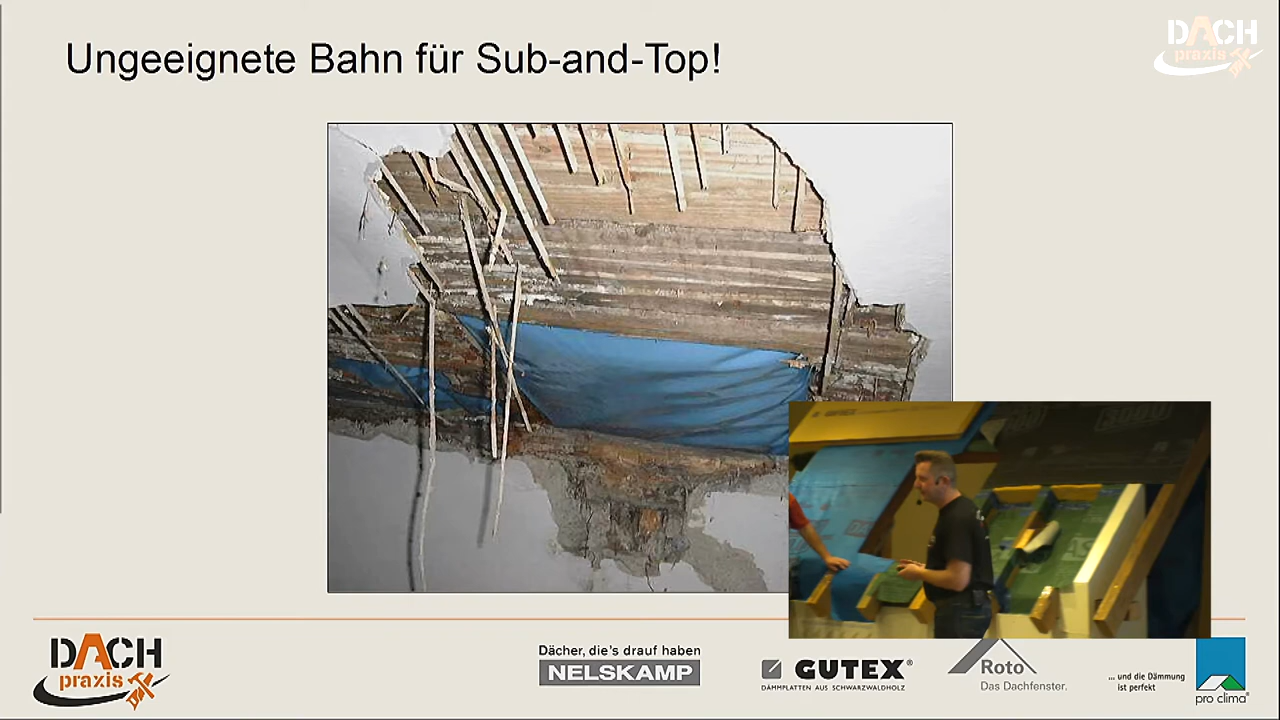 Ungeeignete Bahn für Sub-and-Top!
DACH
praxis
DACH
praxis
Dächer, die's drauf haben
NELSKAMP
GUTEX®
DÄMMPLATTEN AUS SCHWARZWALDHOLZ
Roto
Das Dachfenster.
... und die Dämmung
ist perfekt
pro clima®